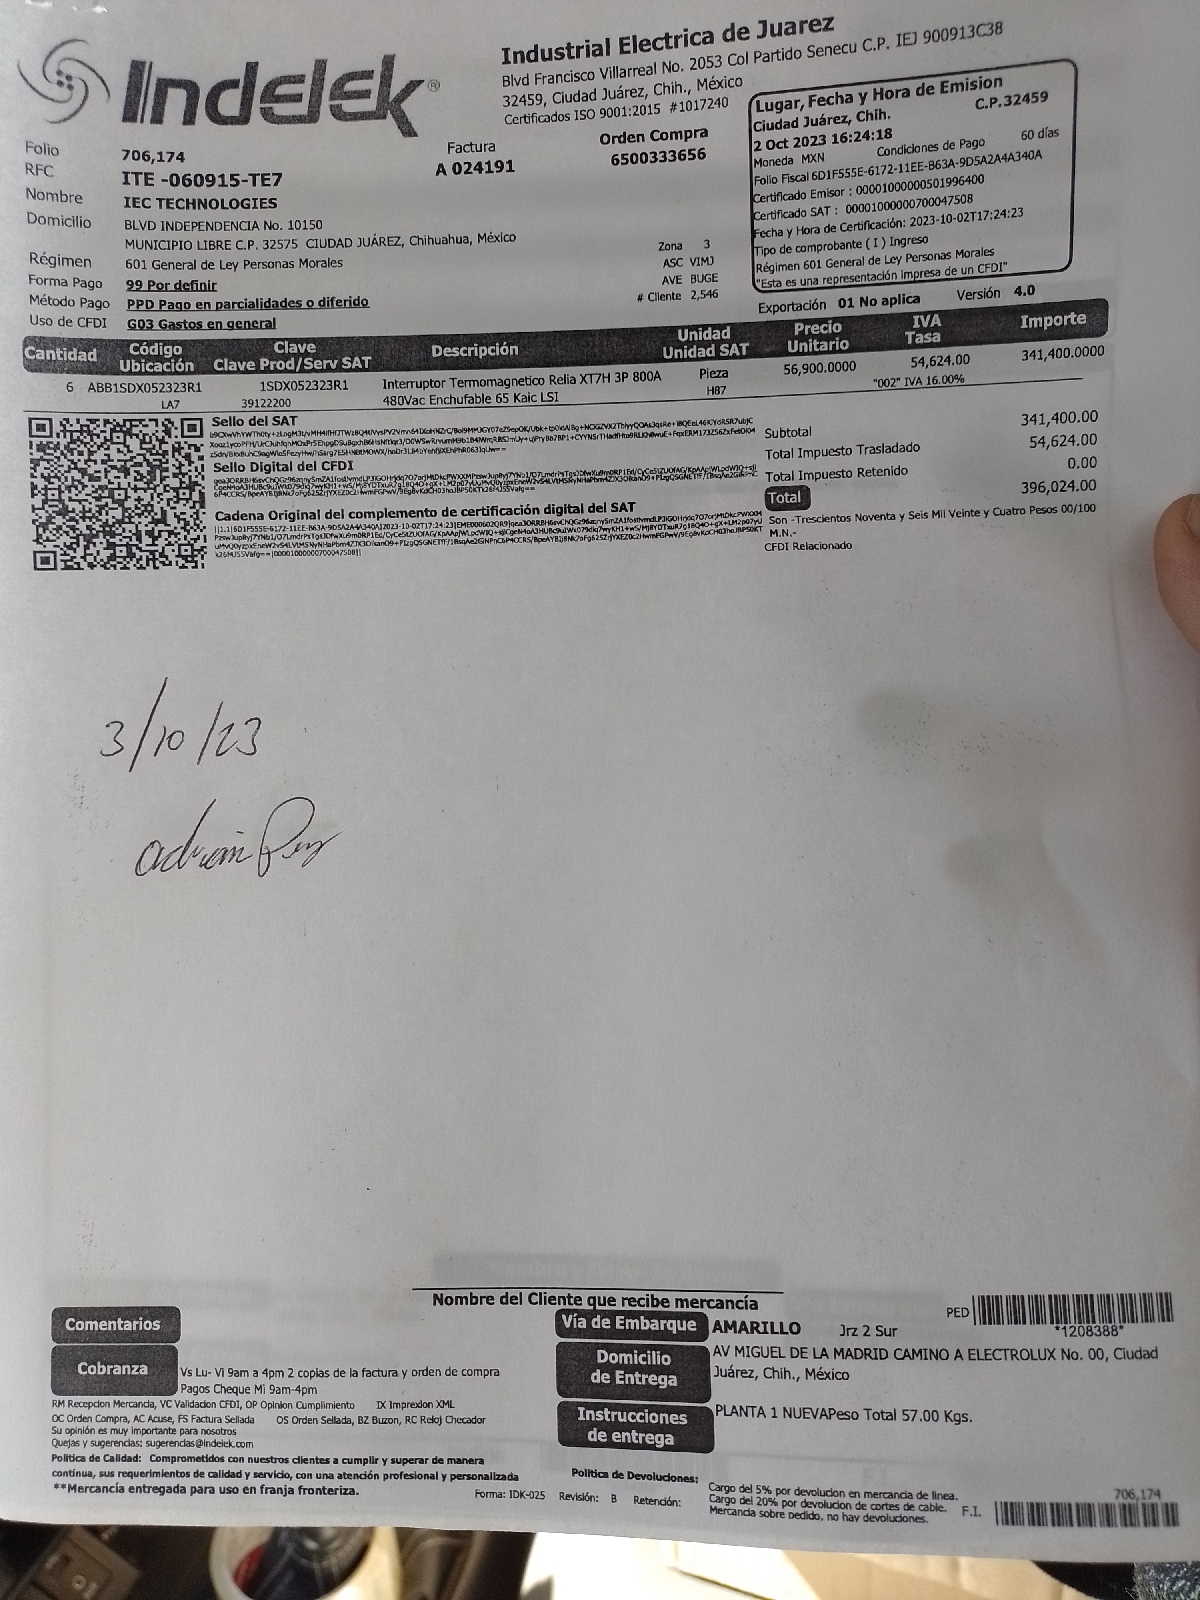 Indelek®
Industrial Electrica de Juarez
Blvd Francisco Villarreal No. 2053 Col Partido Senecu C.P. IEJ 900913C38
32459, Ciudad Juárez, Chih., México
Certificados ISO 9001:2015 #1017240
Lugar, Fecha y Hora de Emision
Ciudad Juárez, Chih. C.P.32459
2 Oct 2023 16:24:18
Moneda MXN Condiciones de Pago 60 días
Folio Fiscal 6D1F555E-6172-11EE-B63A-9D5A2A4A340A
Certificado Emisor : 00001000000501996400
Certificado SAT : 00001000000700047508
Fecha y Hora de Certificación: 2023-10-02T17:24:23
Tipo de comprobante ( I ) Ingreso
Régimen 601 General de Ley Personas Morales
"Esta es una representación impresa de un CFDI"
Folio 706,174
Factura
A 024191
Orden Compra
6500333656
RFC ITE -060915-TE7
Nombre IEC TECHNOLOGIES
Domicilio BLVD INDEPENDENCIA No. 10150
MUNICIPIO LIBRE C.P. 32575 CIUDAD JUÁREZ, Chihuahua, México
Régimen 601 General de Ley Personas Morales
Forma Pago 99 Por definir
Método Pago PPD Pago en parcialidades o diferido
Uso de CFDI G03 Gastos en general
Zona 3
ASC VIMJ
AVE BUGE
# Cliente 2,546
Exportación 01 No aplica Versión 4.0
Cantidad Código Ubicación Clave Clave Prod/Serv SAT Descripción Unidad Unidad SAT Precio Unitario IVA Tasa Importe
6 ABB1SDX052323R1 1SDX052323R1 Interruptor Termomagnetico Relia XT7H 3P 800A Pieza 56,900.0000 54,624.00 341,400.0000
LA7 39122200 480Vac Enchufable 65 Kaic LSI H87 "002" IVA 16.00%
Sello del SAT
Sello Digital del CFDI
Cadena Original del complemento de certificación digital del SAT
Subtotal 341,400.00
Total Impuesto Trasladado 54,624.00
Total Impuesto Retenido 0.00
Total 396,024.00
Son -Trescientos Noventa y Seis Mil Veinte y Cuatro Pesos 00/100
M.N.-
CFDI Relacionado
3/10/23
Nombre del Cliente que recibe mercancía
Comentarios
Cobranza
Vs Lu- Vi 9am a 4pm 2 copias de la factura y orden de compra
Pagos Cheque Mi 9am-4pm
Vía de Embarque AMARILLO Jrz 2 Sur
PED *1208388*
Domicilio de Entrega
AV MIGUEL DE LA MADRID CAMINO A ELECTROLUX No. 00, Ciudad
Juárez, Chih., México
Instrucciones de entrega
PLANTA 1 NUEVAPeso Total 57.00 Kgs.
RM Recepcion Mercancia, VC Validacion CFDI, OP Opinion Cumplimiento IX Imprexion XML
OC Orden Compra, AC Acuse, FS Factura Sellada OS Orden Sellada, BZ Buzon, RC Reloj Checador
Su opinión es muy importante para nosotros
Quejas y sugerencias: sugerencias@indelek.com
Politica de Calidad: Comprometidos con nuestros clientes a cumplir y superar de manera
continua, sus requerimientos de calidad y servicio, con una atención profesional y personalizada
**Mercancía entregada para uso en franja fronteriza.
Forma: IDK-025 Revisión: B Retención:
Politica de Devoluciones:
Cargo del 5% por devolucion en mercancia de linea.
Cargo del 20% por devolucion de cortes de cable.
Mercancia sobre pedido, no hay devoluciones.
F.I. 706,174